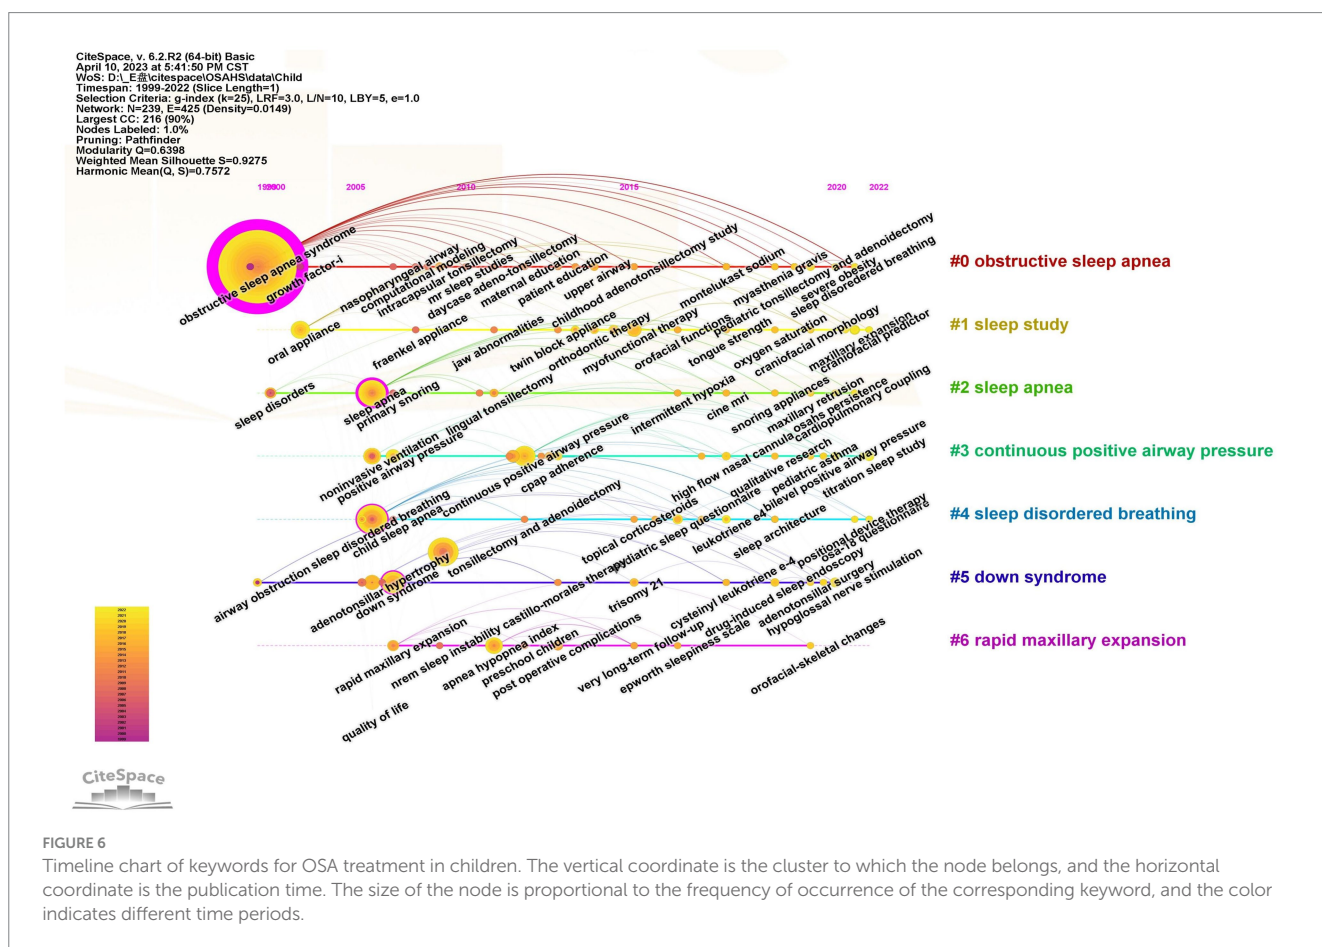 CiteSpace, v. 6.2.R2 (64-bit) Basic
April 10, 2023 at 5:41:50 PM CST
WoS: D:\_E盘\citespace\OSAHS\data\Child
Timespan: 1999-2022 (Slice Length=1)
Selection Criteria: g-index (k=25), LRF=3.0, L/N=10, LBY=5, e=1.0
Network: N=239, E=425 (Density=0.0149)
Largest CC: 216 (90%)
Nodes Labeled: 1.0%
Pruning: Pathfinder
Modularity Q=0.6398
Weighted Mean Silhouette S=0.9275
Harmonic Mean(Q, S)=0.7572
1999 2000 2005 2010 2015 2020 2022
obstructive sleep apnea syndrome
growth factor-i
nasopharyngeal airway
computational modeling
intracapsular tonsillectomy
mr sleep studies
daycase adeno-tonsillectomy
maternal education
patient education
upper airway
childhood adenotonsillectomy study
montelukast sodium
myasthenia gravis
pediatric tonsillectomy and adenoidectomy
severe obesity
sleep disoredered breathing
#0 obstructive sleep apnea
oral appliance
fraenkel appliance
jaw abnormalities
twin block appliance
orthodontic therapy
myofunctional therapy
orofacial functions
tongue strength
oxygen saturation
craniofacial morphology
maxillary expansion
craniofacial predictor
#1 sleep study
sleep disorders
sleep apnea
primary snoring
lingual tonsillectomy
intermittent hypoxia
cine mri
snoring appliances
maxillary retrusion
osahs persistence
cardiopulmonary coupling
#2 sleep apnea
noninvasive ventilation
positive airway pressure
continuous positive airway pressure
cpap adherence
high flow nasal cannula
qualitative research
pediatric asthma
bilevel positive airway pressure
titration sleep study
#3 continuous positive airway pressure
sleep disordered breathing
child sleep apnea
tonsillectomy and adenoidectomy
topical corticosteroids
pediatric sleep questionnaire
leukotriene e4
sleep architecture
positional device therapy
osa-18 questionnaire
#4 sleep disordered breathing
airway obstruction
adenotonsillar hypertrophy
down syndrome
castillo-morales therapy
trisomy 21
cysteinyl leukotriene e-4
drug-induced sleep endoscopy
adenotonsillar surgery
hypoglossal nerve stimulation
#5 down syndrome
rapid maxillary expansion
nrem sleep instability
apnea hypopnea index
preschool children
post operative complications
very long-term follow-up
epworth sleepiness scale
orofacial-skeletal changes
#6 rapid maxillary expansion
quality of life
CiteSpace
FIGURE 6
Timeline chart of keywords for OSA treatment in children. The vertical coordinate is the cluster to which the node belongs, and the horizontal
coordinate is the publication time. The size of the node is proportional to the frequency of occurrence of the corresponding keyword, and the color
indicates different time periods.